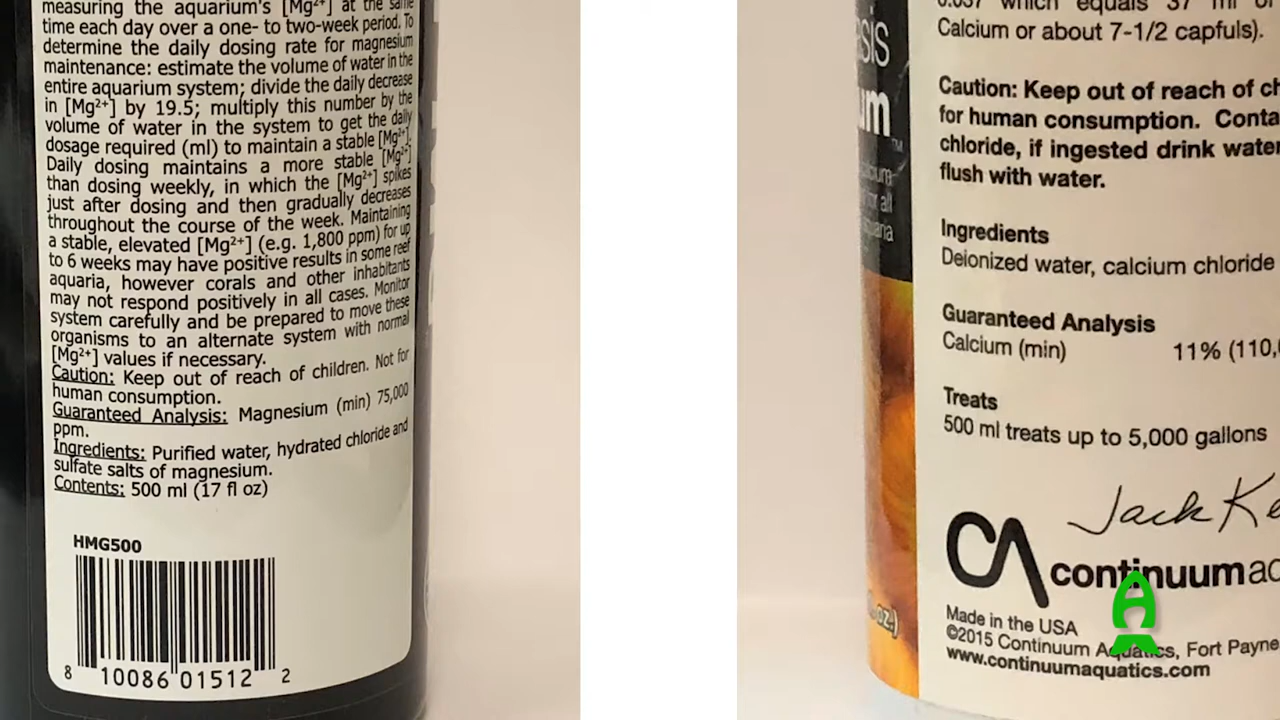 measuring the aquarium's [Mg²⁺] at the same
time each day over a one- to two-week period. To
determine the daily dosing rate for magnesium
maintenance: estimate the volume of water in the
entire aquarium system; divide the daily decrease
in [Mg²⁺] by 19.5; multiply this number by the
volume of water in the system to get the daily
dosage required (ml) to maintain a stable [Mg²⁺].
Daily dosing maintains a more stable [Mg²⁺]
than dosing weekly, in which the [Mg²⁺] spikes
just after dosing and then gradually decreases
throughout the course of the week. Maintaining
a stable, elevated [Mg²⁺] (e.g. 1,800 ppm) for up
to 6 weeks may have positive results in some reef
aquaria, however corals and other inhabitants
may not respond positively in all cases. Monitor
system carefully and be prepared to move these
organisms to an alternate system with normal
[Mg²⁺] values if necessary.
Caution: Keep out of reach of children. Not for
human consumption.
Guaranteed Analysis: Magnesium (min) 75,000
ppm.
Ingredients: Purified water, hydrated chloride and
sulfate salts of magnesium.
Contents: 500 ml (17 fl oz)
HMG500
8 10086 01512 2
0.037 which equals 37 ml of
Calcium or about 7-1/2 capfuls).
Caution: Keep out of reach of ch
for human consumption. Conta
chloride, if ingested drink water
flush with water.
Ingredients
Deionized water, calcium chloride
Guaranteed Analysis
Calcium (min) 11% (110,
Treats
500 ml treats up to 5,000 gallons
Jack Ke
CA continuum
Made in the USA
©2015 Continuum Aquatics, Fort Payne
www.continuumaquatics.com